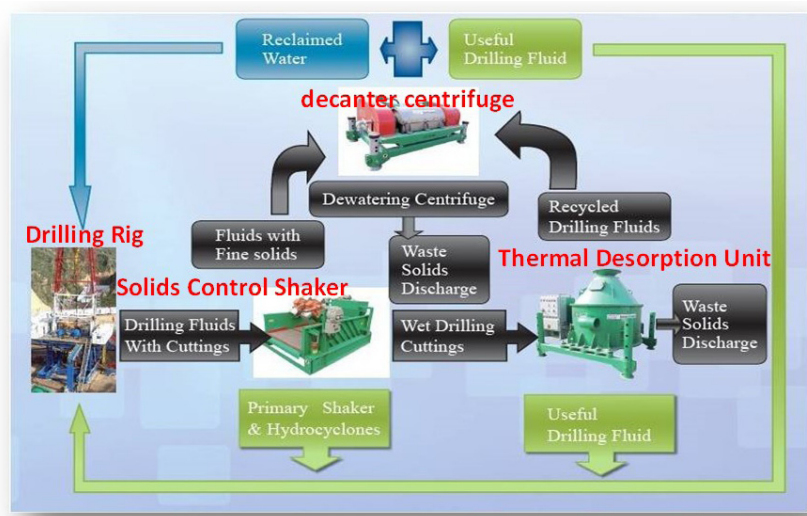 Reclaimed
Water
Useful
Drilling Fluid
decanter centrifuge
Dewatering Centrifuge
Fluids with
Fine solids
Recycled
Drilling Fluids
Waste
Solids
Discharge
Drilling Rig
Solids Control Shaker
Thermal Desorption Unit
Drilling Fluids
With Cuttings
Wet Drilling
Cuttings
Waste
Solids
Discharge
Primary Shaker
& Hydrocyclones
Useful
Drilling Fluid